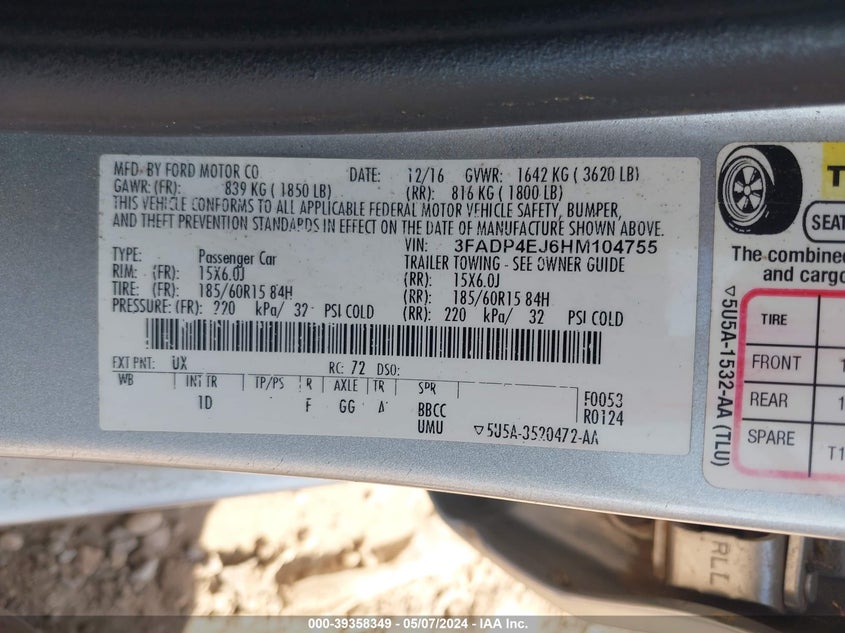 MFD. BY FORD MOTOR CO. DATE: 12/16 GVWR: 1642 KG ( 3620 LB)
GAWR: (FR): 839 KG ( 1850 LB) (RR): 816 KG ( 1800 LB)
THIS VEHICLE CONFORMS TO ALL APPLICABLE FEDERAL MOTOR VEHICLE SAFETY, BUMPER,
AND THEFT PREVENTION STANDARDS IN EFFECT ON THE DATE OF MANUFACTURE SHOWN ABOVE.
VIN: 3FADP4EJ6HM104755
TYPE: Passenger Car TRAILER TOWING - SEE OWNER GUIDE
RIM: (FR): 15X6.0J (RR): 15X6.0J
TIRE: (FR): 185/60R15 84H (RR): 185/60R15 84H
PRESSURE: (FR): 220 kPa/ 32 PSI COLD (RR): 220 kPa/ 32 PSI COLD
EXT PNT: UX RC: 72 DSO:
WB INT TR TP/PS R AXLE TR SPR
1D F GG A BBCC
UMU
F0053
R0124
▽5U5A-3520472-AA
SEAT
The combined
and cargo
TIRE
FRONT 1
REAR 1
SPARE T1
▽5U5A-1532-AA (TLU)
RLL
000-39358349 - 05/07/2024 - IAA Inc.